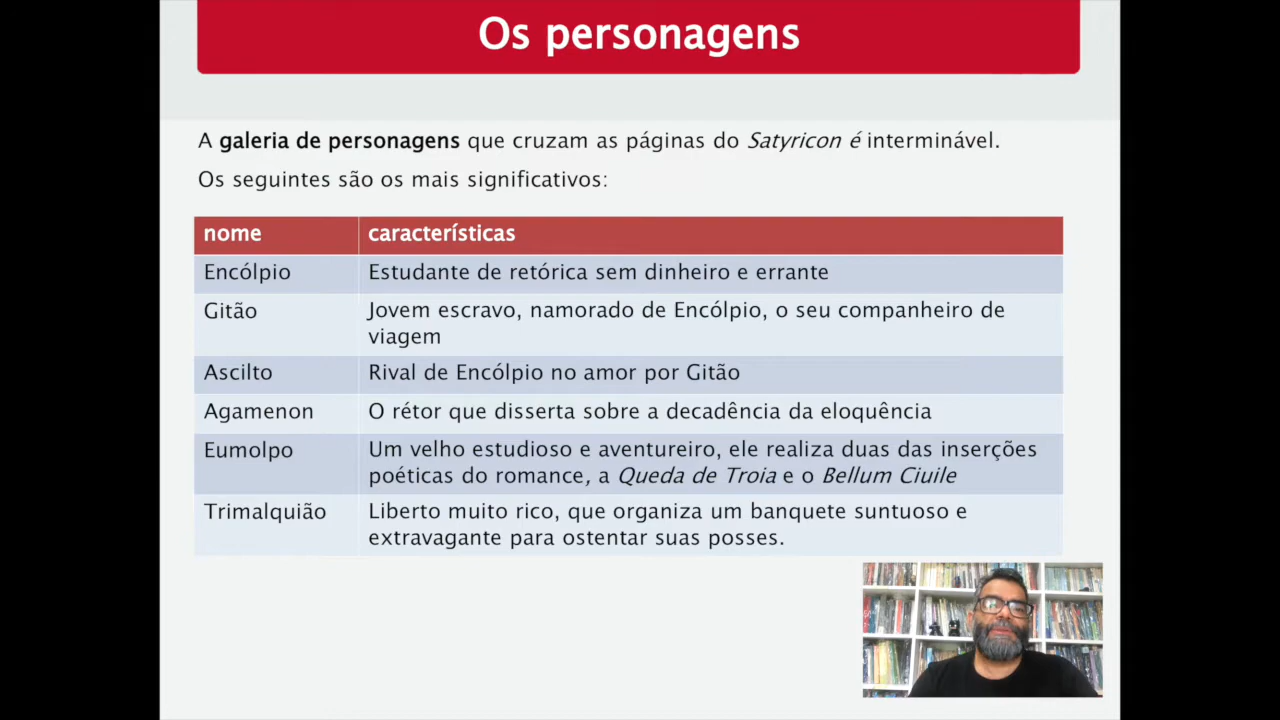 Os personagens
A galeria de personagens que cruzam as páginas do Satyricon é interminável.
Os seguintes são os mais significativos:
nome características
Encólpio Estudante de retórica sem dinheiro e errante
Gitão Jovem escravo, namorado de Encólpio, o seu companheiro de
viagem
Ascilto Rival de Encólpio no amor por Gitão
Agamenon O rétor que disserta sobre a decadência da eloquência
Eumolpo Um velho estudioso e aventureiro, ele realiza duas das inserções
poéticas do romance, a Queda de Troia e o Bellum Ciuile
Trimalquião Liberto muito rico, que organiza um banquete suntuoso e
extravagante para ostentar suas posses.